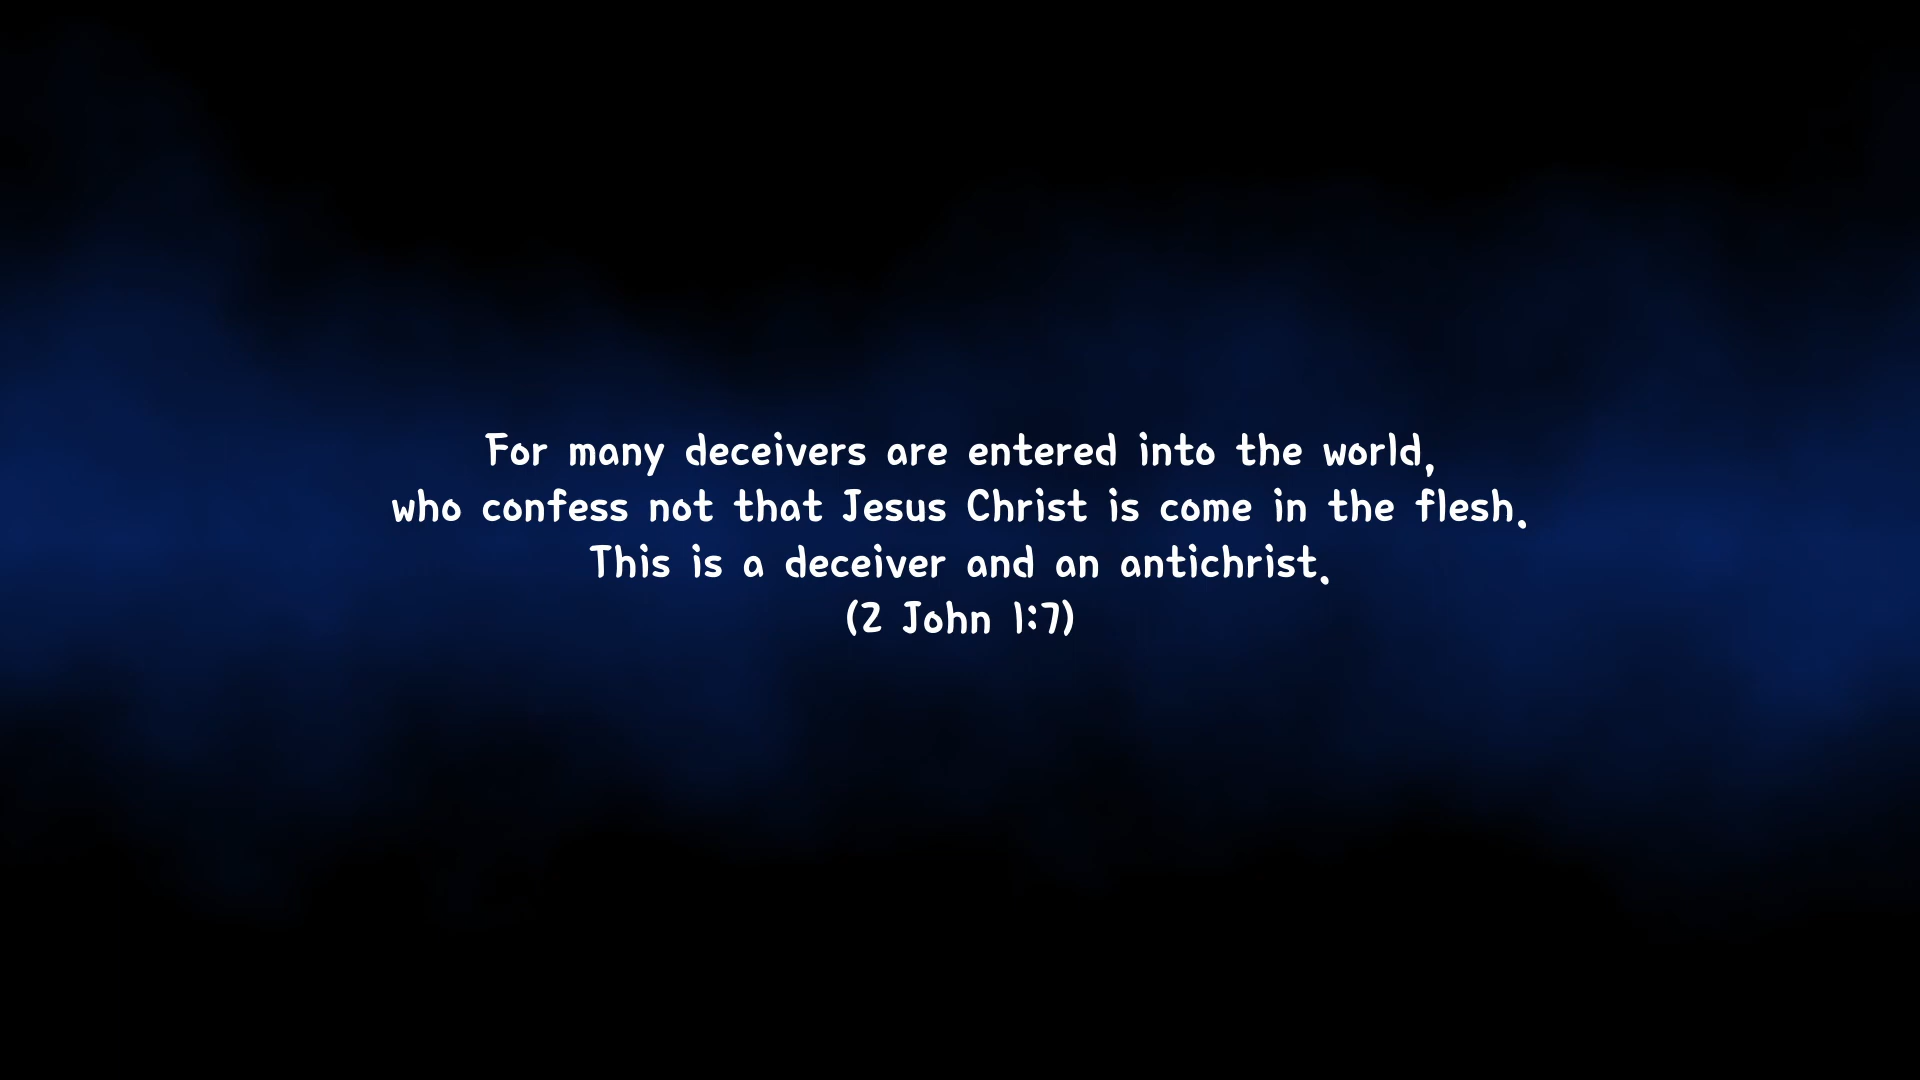 For many deceivers are entered into the world,
who confess not that Jesus Christ is come in the flesh.
This is a deceiver and an antichrist.
(2 John 1:7)